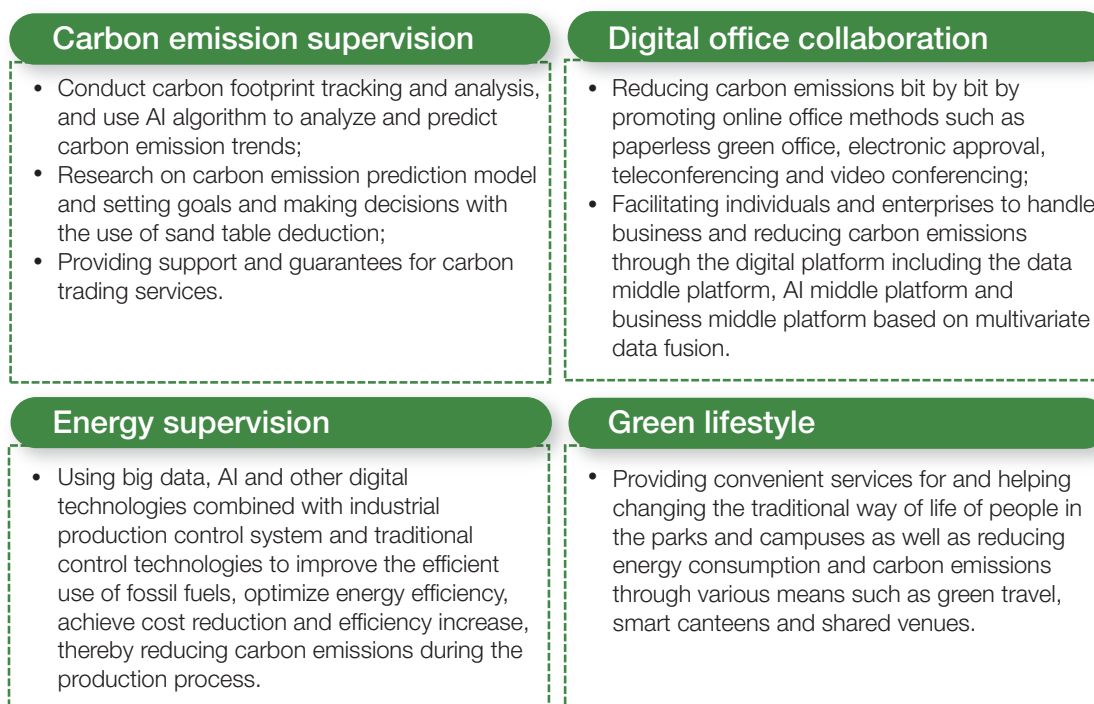 Carbon emission supervision
• Conduct carbon footprint tracking and analysis,
and use AI algorithm to analyze and predict
carbon emission trends;
• Research on carbon emission prediction model
and setting goals and making decisions with
the use of sand table deduction;
• Providing support and guarantees for carbon
trading services.
Digital office collaboration
• Reducing carbon emissions bit by bit by
promoting online office methods such as
paperless green office, electronic approval,
teleconferencing and video conferencing;
• Facilitating individuals and enterprises to handle
business and reducing carbon emissions
through the digital platform including the data
middle platform, AI middle platform and
business middle platform based on multivariate
data fusion.
Energy supervision
• Using big data, AI and other digital
technologies combined with industrial
production control system and traditional
control technologies to improve the efficient
use of fossil fuels, optimize energy efficiency,
achieve cost reduction and efficiency increase,
thereby reducing carbon emissions during the
production process.
Green lifestyle
• Providing convenient services for and helping
changing the traditional way of life of people in
the parks and campuses as well as reducing
energy consumption and carbon emissions
through various means such as green travel,
smart canteens and shared venues.